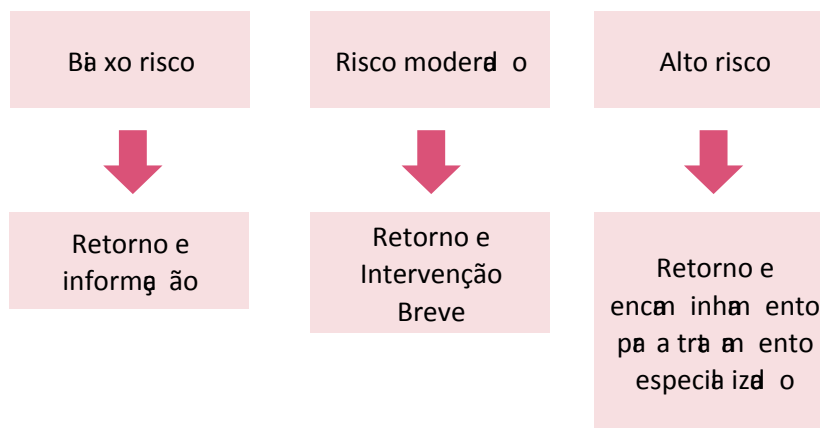 Baixo risco
Risco moderado
Alto risco
Retorno e
informação
Retorno e
Intervenção
Breve
Retorno e
encaminhamento
para tratamento
especializado